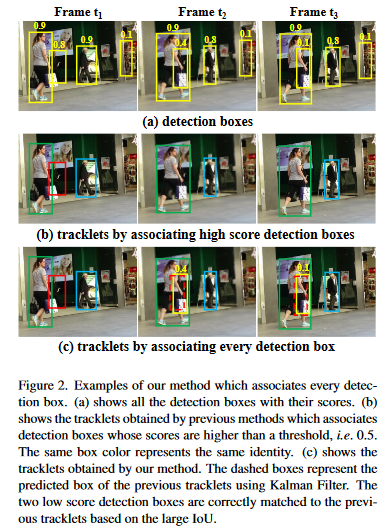 Frame t1 Frame t2 Frame t3
0.9 0.8 0.9 0.1 0.9 0.4 0.8 0.1 0.9 0.1 0.8 0.1
(a) detection boxes
(b) tracklets by associating high score detection boxes
0.4 0.1
(c) tracklets by associating every detection box
Figure 2. Examples of our method which associates every detec-
tion box. (a) shows all the detection boxes with their scores. (b)
shows the tracklets obtained by previous methods which associates
detection boxes whose scores are higher than a threshold, i.e. 0.5.
The same box color represents the same identity. (c) shows the
tracklets obtained by our method. The dashed boxes represent the
predicted box of the previous tracklets using Kalman Filter. The
two low score detection boxes are correctly matched to the previ-
ous tracklets based on the large IoU.